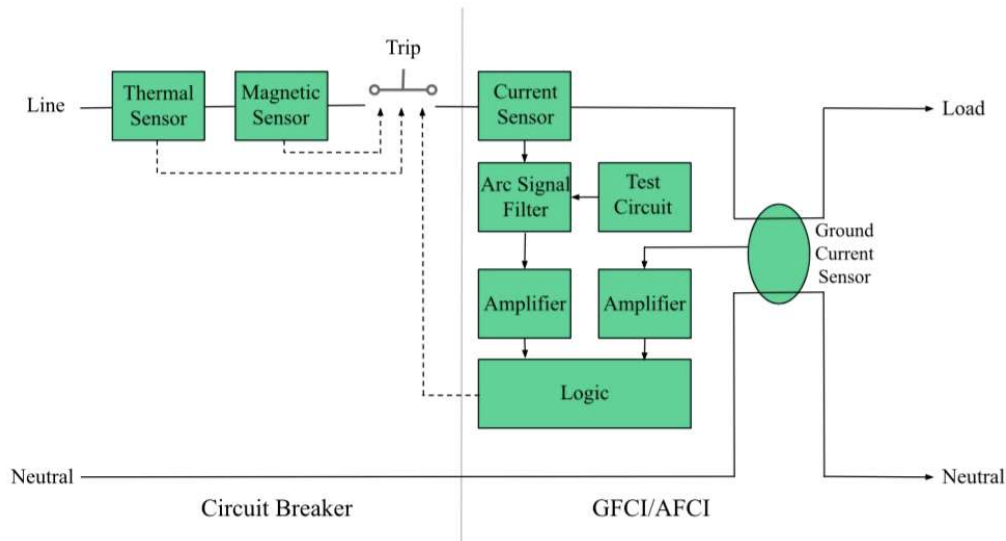 Trip
Line
Thermal
Sensor
Magnetic
Sensor
Current
Sensor
Load
Arc Signal
Filter
Test
Circuit
Ground
Current
Sensor
Amplifier
Amplifier
Logic
Neutral
Neutral
Circuit Breaker
GFCI/AFCI